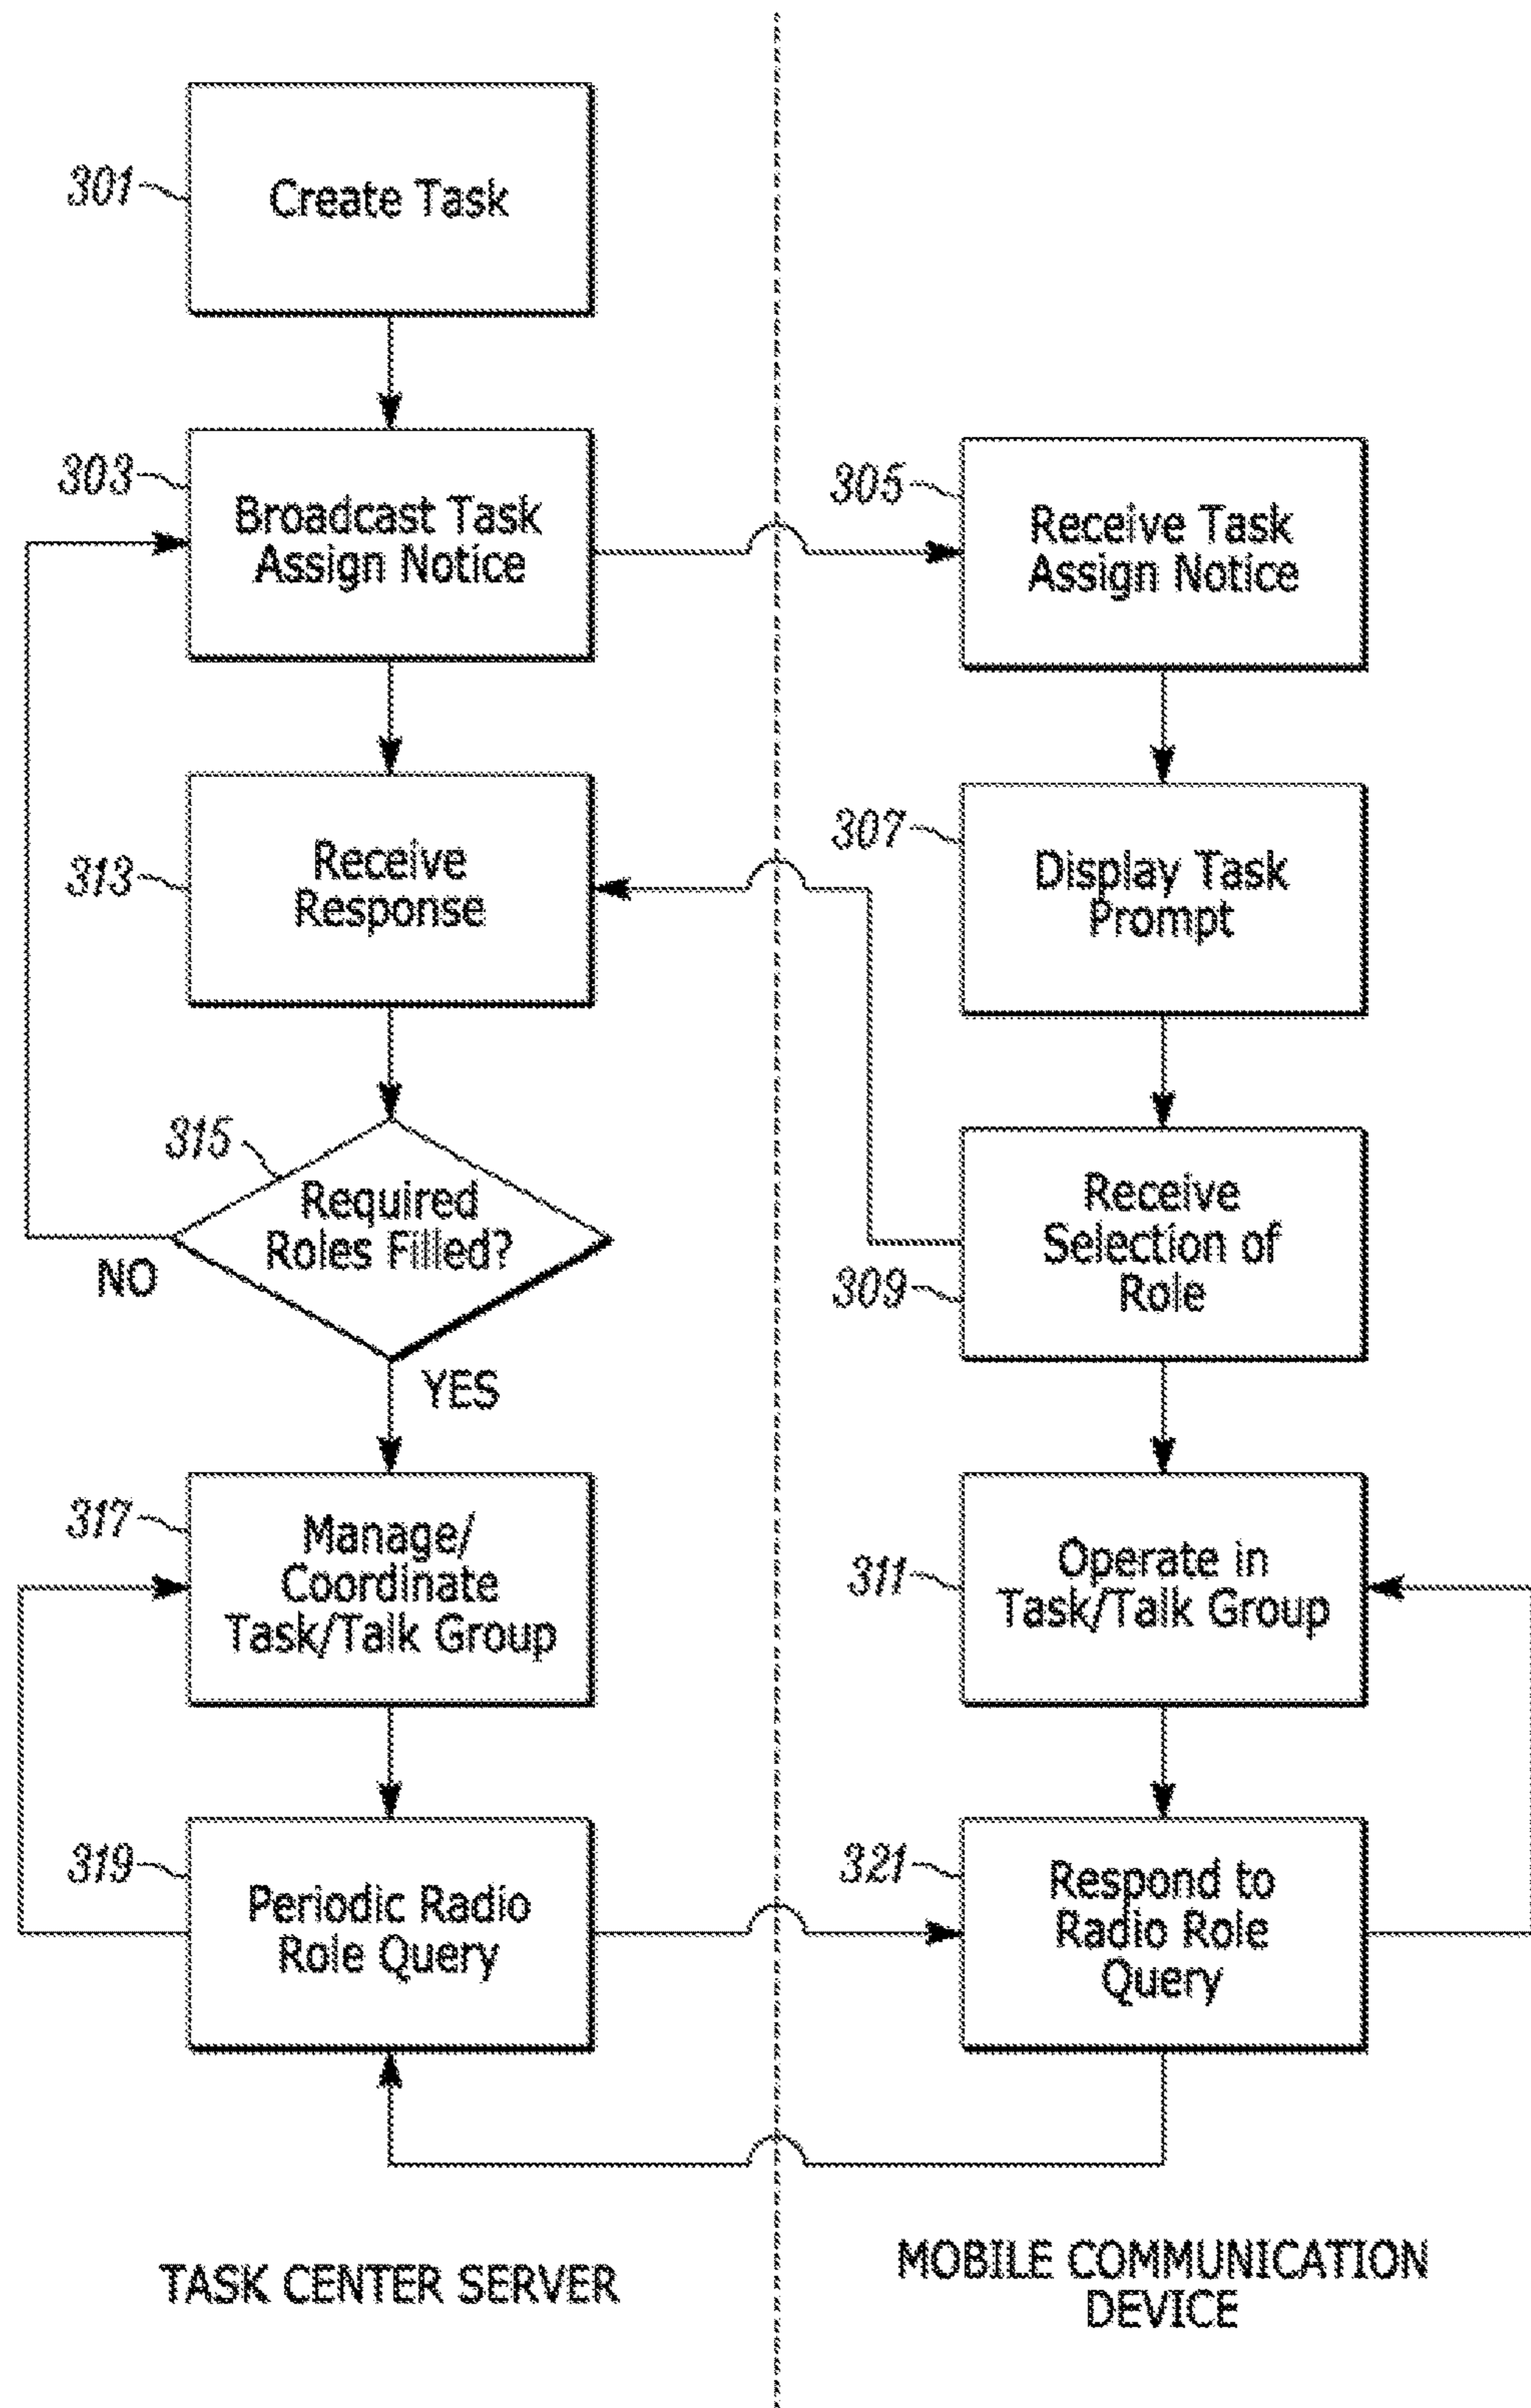 301
Create Task
303
Broadcast Task
Assign Notice
305
Receive Task
Assign Notice
313
Receive
Response
307
Display Task
Prompt
315
Required
Roles Filled?
NO
YES
309
Receive
Selection of
Role
317
Manage/
Coordinate
Task/Talk Group
311
Operate in
Task/Talk Group
319
Periodic Radio
Role Query
321
Respond to
Radio Role
Query
TASK CENTER SERVER
MOBILE COMMUNICATION
DEVICE